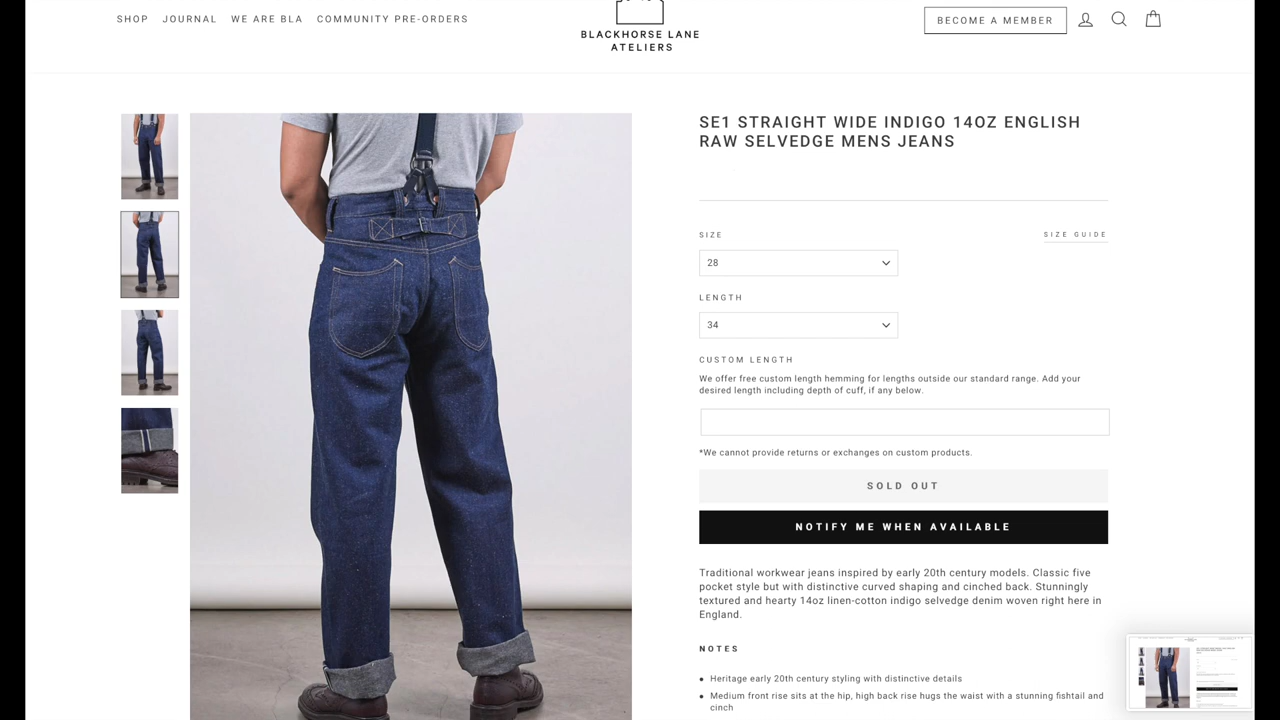 SHOP JOURNAL WE ARE BLA COMMUNITY PRE-ORDERS
BLACKHORSE LANE
ATELIERS
BECOME A MEMBER
SE1 STRAIGHT WIDE INDIGO 14OZ ENGLISH
RAW SELVEDGE MENS JEANS
SIZE
SIZE GUIDE
28
LENGTH
34
CUSTOM LENGTH
We offer free custom length hemming for lengths outside our standard range. Add your
desired length including depth of cuff, if any below.
*We cannot provide returns or exchanges on custom products.
SOLD OUT
NOTIFY ME WHEN AVAILABLE
Traditional workwear jeans inspired by early 20th century models. Classic five
pocket style but with distinctive curved shaping and cinched back. Stunningly
textured and hearty 14oz linen-cotton indigo selvedge denim woven right here in
England.
NOTES
• Heritage early 20th century styling with distinctive details
• Medium front rise sits at the hip, high back rise hugs the waist with a stunning fishtail and
cinch